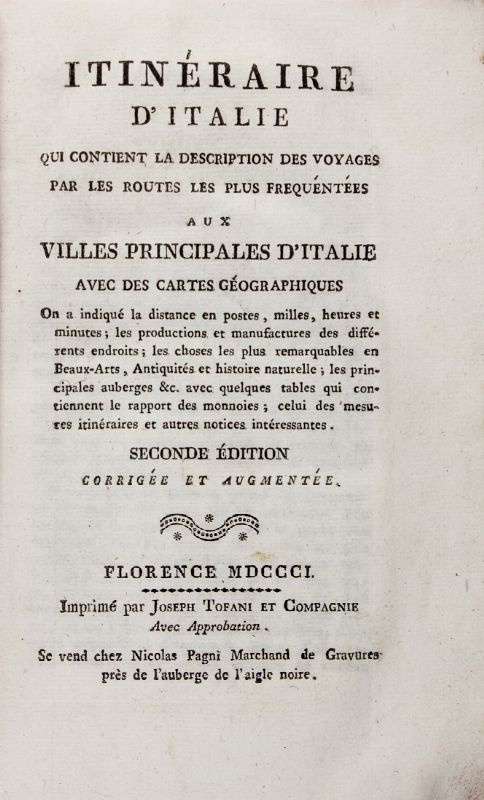 ITINÉRAIRE
D'ITALIE
QUI CONTIENT LA DESCRIPTION DES VOYAGES
PAR LES ROUTES LES PLUS FREQUÉNTÉES
AUX
VILLES PRINCIPALES D'ITALIE
AVEC DES CARTES GÉOGRAPHIQUES
On a indiqué la distance en postes, milles, heures et
minutes; les productions et manufactures des diffé-
rents endroits; les choses les plus remarquables en
Beaux-Arts, Antiquités et histoire naturelle; les prin-
cipales auberges &c. avec quelques tables qui con-
tiennent le rapport des monnoies; celui des mesu-
res itinéraires et autres notices intéressantes.
SECONDE ÉDITION
CORRIGÉE ET AUGMENTÉE.
FLORENCE MDCCCI.
Imprimé par JOSEPH TOFANI ET COMPAGNIE
Avec Approbation.
Se vend chez Nicolas Pagni Marchand de Gravures
près de l'auberge de l'aigle noire.